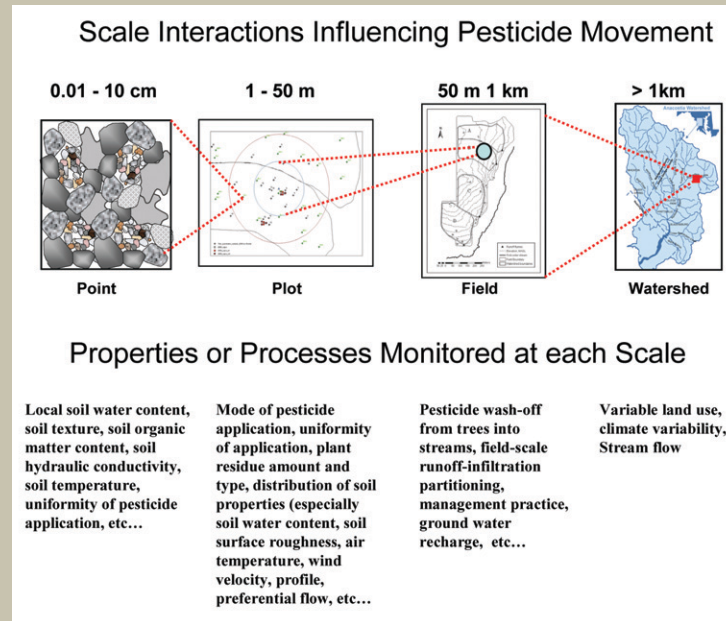 Scale Interactions Influencing Pesticide Movement
0.01 - 10 cm
1 - 50 m
50 m 1 km
> 1km
Anacostia Watershed
Point
Plot
Field
Watershed
Properties or Processes Monitored at each Scale
Local soil water content,
soil texture, soil organic
matter content, soil
hydraulic conductivity,
soil temperature,
uniformity of pesticide
application, etc…
Mode of pesticide
application, uniformity
of application, plant
residue amount and
type, distribution of soil
properties (especially
soil water content, soil
surface roughness, air
temperature, wind
velocity, profile,
preferential flow, etc…
Pesticide wash-off
from trees into
streams, field-scale
runoff-infiltration
partitioning,
management practice,
ground water
recharge,  etc…
Variable land use,
climate variability,
Stream flow